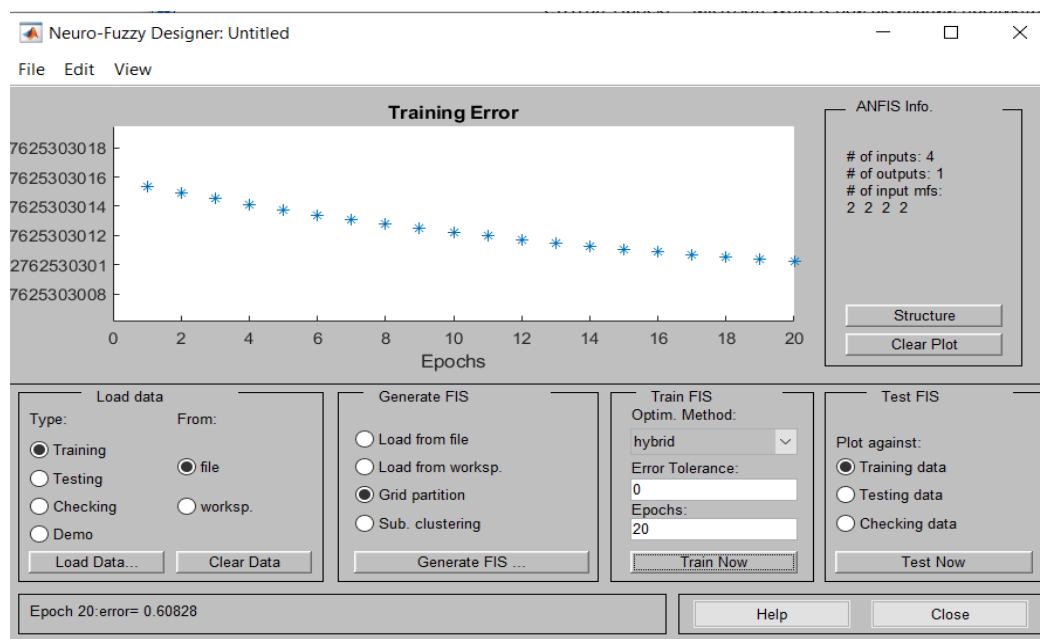 Neuro-Fuzzy Designer: Untitled
File Edit View
Training Error
7625303018
7625303016
7625303014
7625303012
2762530301
7625303008
0 2 4 6 8 10 12 14 16 18 20
Epochs
ANFIS Info.
# of inputs: 4
# of outputs: 1
# of input mfs:
2 2 2 2
Structure
Clear Plot
Load data
Type: From:
Training
file
Testing
Checking
worksp.
Demo
Load Data... Clear Data
Generate FIS
Load from file
Load from worksp.
Grid partition
Sub. clustering
Generate FIS ...
Train FIS
Optim. Method:
hybrid
Error Tolerance:
0
Epochs:
20
Train Now
Test FIS
Plot against:
Training data
Testing data
Checking data
Test Now
Epoch 20:error= 0.60828
Help Close